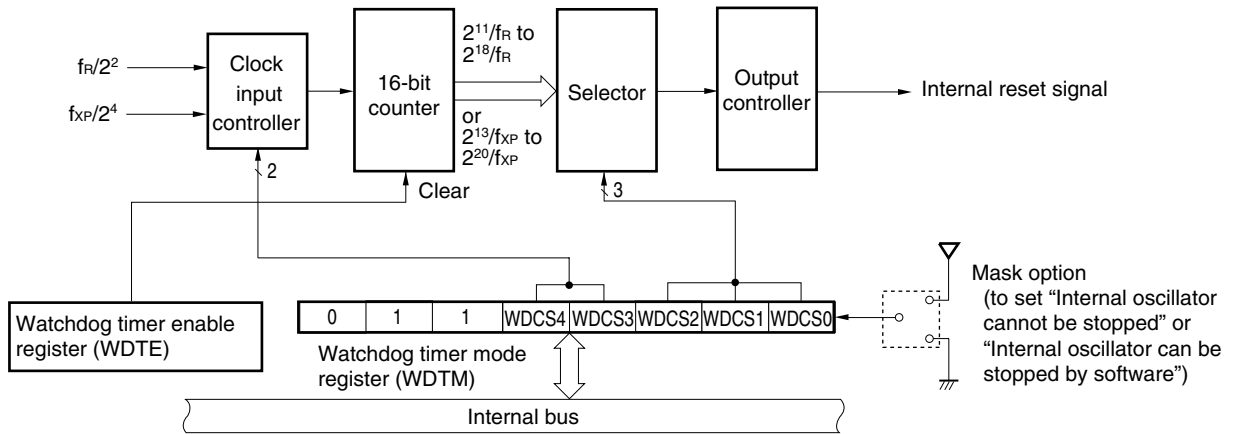 fR/2²
fXP/2⁴
Clock
input
controller
2
16-bit
counter
Clear
2¹¹/fR to
2¹⁸/fR
or
2¹³/fXP to
2²⁰/fXP
Selector
3
Output
controller
Internal reset signal
Watchdog timer enable
register (WDTE)
0 1 1 WDCS4 WDCS3 WDCS2 WDCS1 WDCS0
Watchdog timer mode
register (WDTM)
Mask option
(to set “Internal oscillator
cannot be stopped” or
“Internal oscillator can be
stopped by software”)
Internal bus